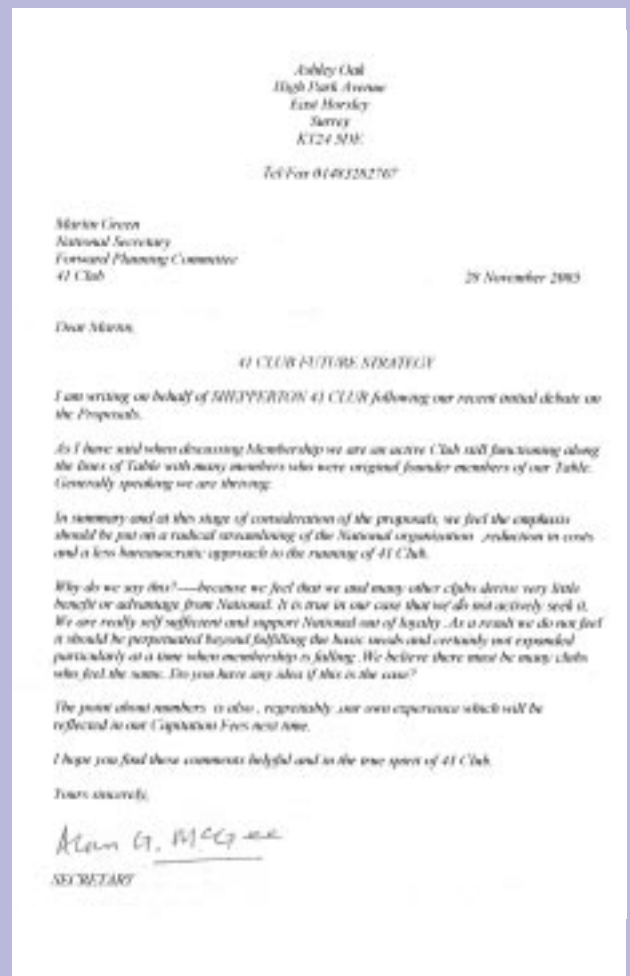 Ashley Oak
High Park Avenue
East Horsley
Surrey
KT24 5DE
Tel Fax 01483282767
Martin Green
National Secretary
Forward Planning Committee
41 Club
28 November 2005
Dear Martin,
41 CLUB FUTURE STRATEGY
I am writing on behalf of SHEPPERTON 41 CLUB following our recent initial debate on
the Proposals.
As I have said when discussing Membership we are an active Club still functioning along
the lines of Table with many members who were original founder members of our Table.
Generally speaking we are thriving.
In summary and at this stage of consideration of the proposals, we feel the emphasis
should be put on a radical streamlining of the National organisation ,reduction in costs
and a less bureaucratic approach to the running of 41 Club.
Why do we say this?----because we feel that we and many other clubs derive very little
benefit or advantage from National. It is true in our case that we do not actively seek it.
We are really self sufficient and support National out of loyalty .As a result we do not feel
it should be perpetuated beyond fulfilling the basic needs and certainly not expanded
particularly at a time when membership is falling .We believe there must be many clubs
who feel the same. Do you have any idea if this is the case?
The point about numbers is also , regrettably ,our own experience which will be
reflected in our Capitation Fees next time.
I hope you find these comments helpful and in the true spirit of 41 Club.
Yours sincerely,
Alan G. McGee
SECRETARY